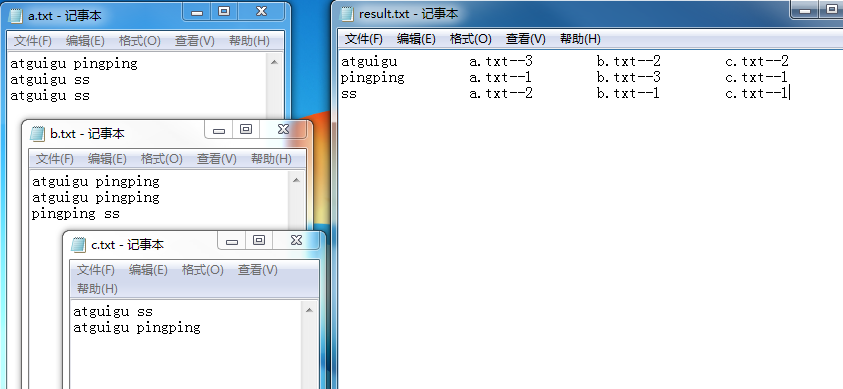 a.txt - 记事本
文件(F) 编辑(E) 格式(O) 查看(V) 帮助(H)
atguigu pingping
atguigu ss
atguigu ss
b.txt - 记事本
文件(F) 编辑(E) 格式(O) 查看(V) 帮助(H)
atguigu pingping
atguigu pingping
pingping ss
c.txt - 记事本
文件(F) 编辑(E) 格式(O) 查看(V)
帮助(H)
atguigu ss
atguigu pingping
result.txt - 记事本
文件(F) 编辑(E) 格式(O) 查看(V) 帮助(H)
atguigu a.txt--3 b.txt--2 c.txt--2
pingping a.txt--1 b.txt--3 c.txt--1
ss a.txt--2 b.txt--1 c.txt--1